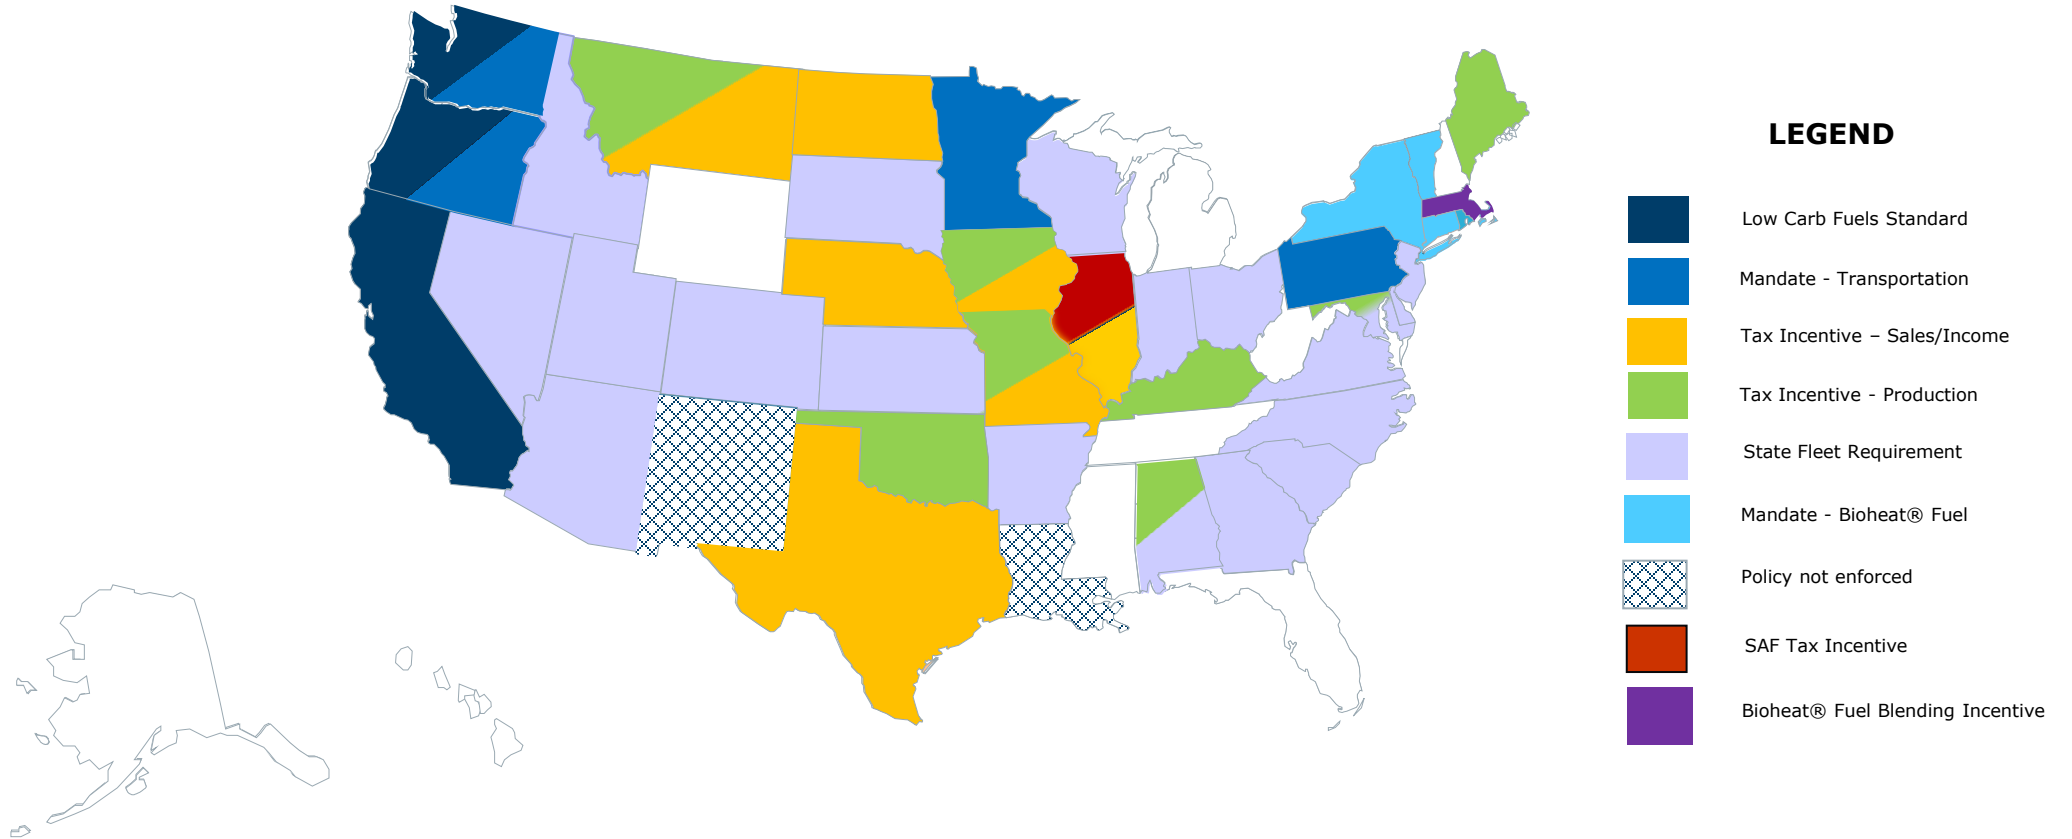 LEGEND
Low Carb Fuels Standard
Mandate - Transportation
Tax Incentive – Sales/Income
Tax Incentive - Production
State Fleet Requirement
Mandate - Bioheat® Fuel
Policy not enforced
SAF Tax Incentive
Bioheat® Fuel Blending Incentive